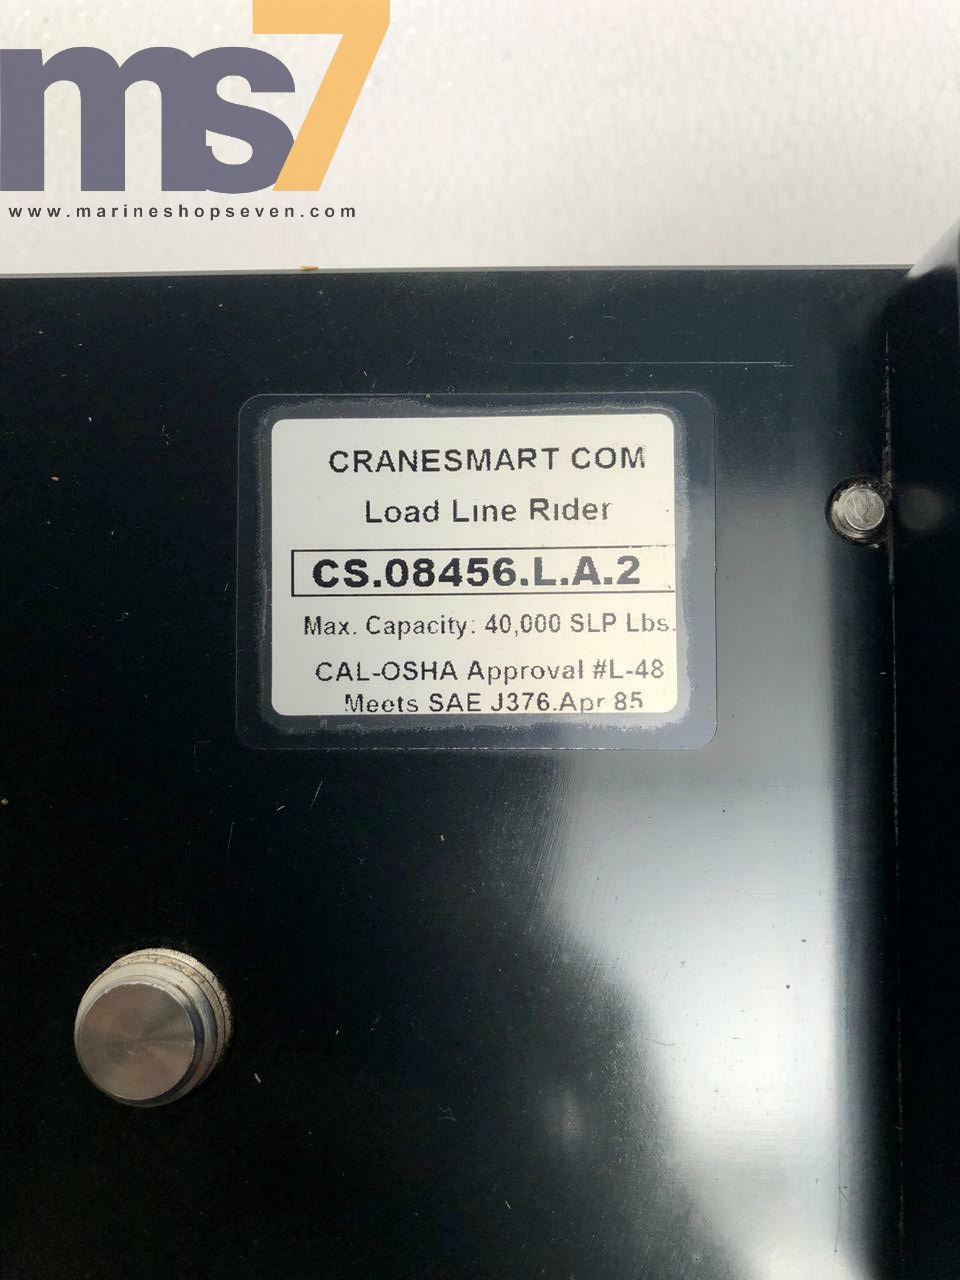 ms7
www.marineshopseven.com
CRANESMART COM
Load Line Rider
CS.08456.L.A.2
Max. Capacity: 40,000 SLP Lbs.
CAL-OSHA Approval #L-48
Meets SAE J376.Apr 85